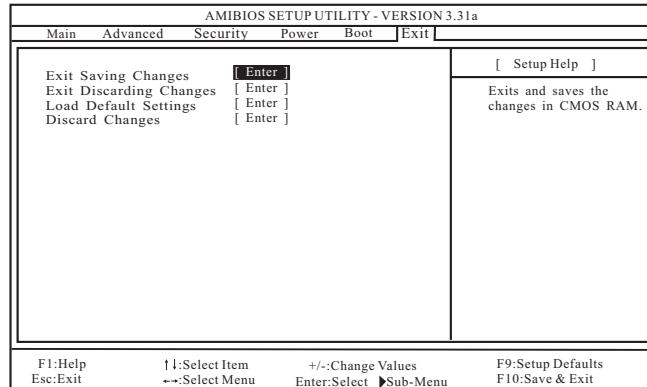 AMIBIOS SETUP UTILITY - VERSION 3.31a
Main Advanced Security Power Boot Exit
Exit Saving Changes [ Enter ]
Exit Discarding Changes [ Enter ]
Load Default Settings [ Enter ]
Discard Changes [ Enter ]
[ Setup Help ]
Exits and saves the
changes in CMOS RAM.
F1:Help ↑↓:Select Item +/-:Change Values F9:Setup Defaults
Esc:Exit ←→:Select Menu Enter:Select ▶Sub-Menu F10:Save & Exit